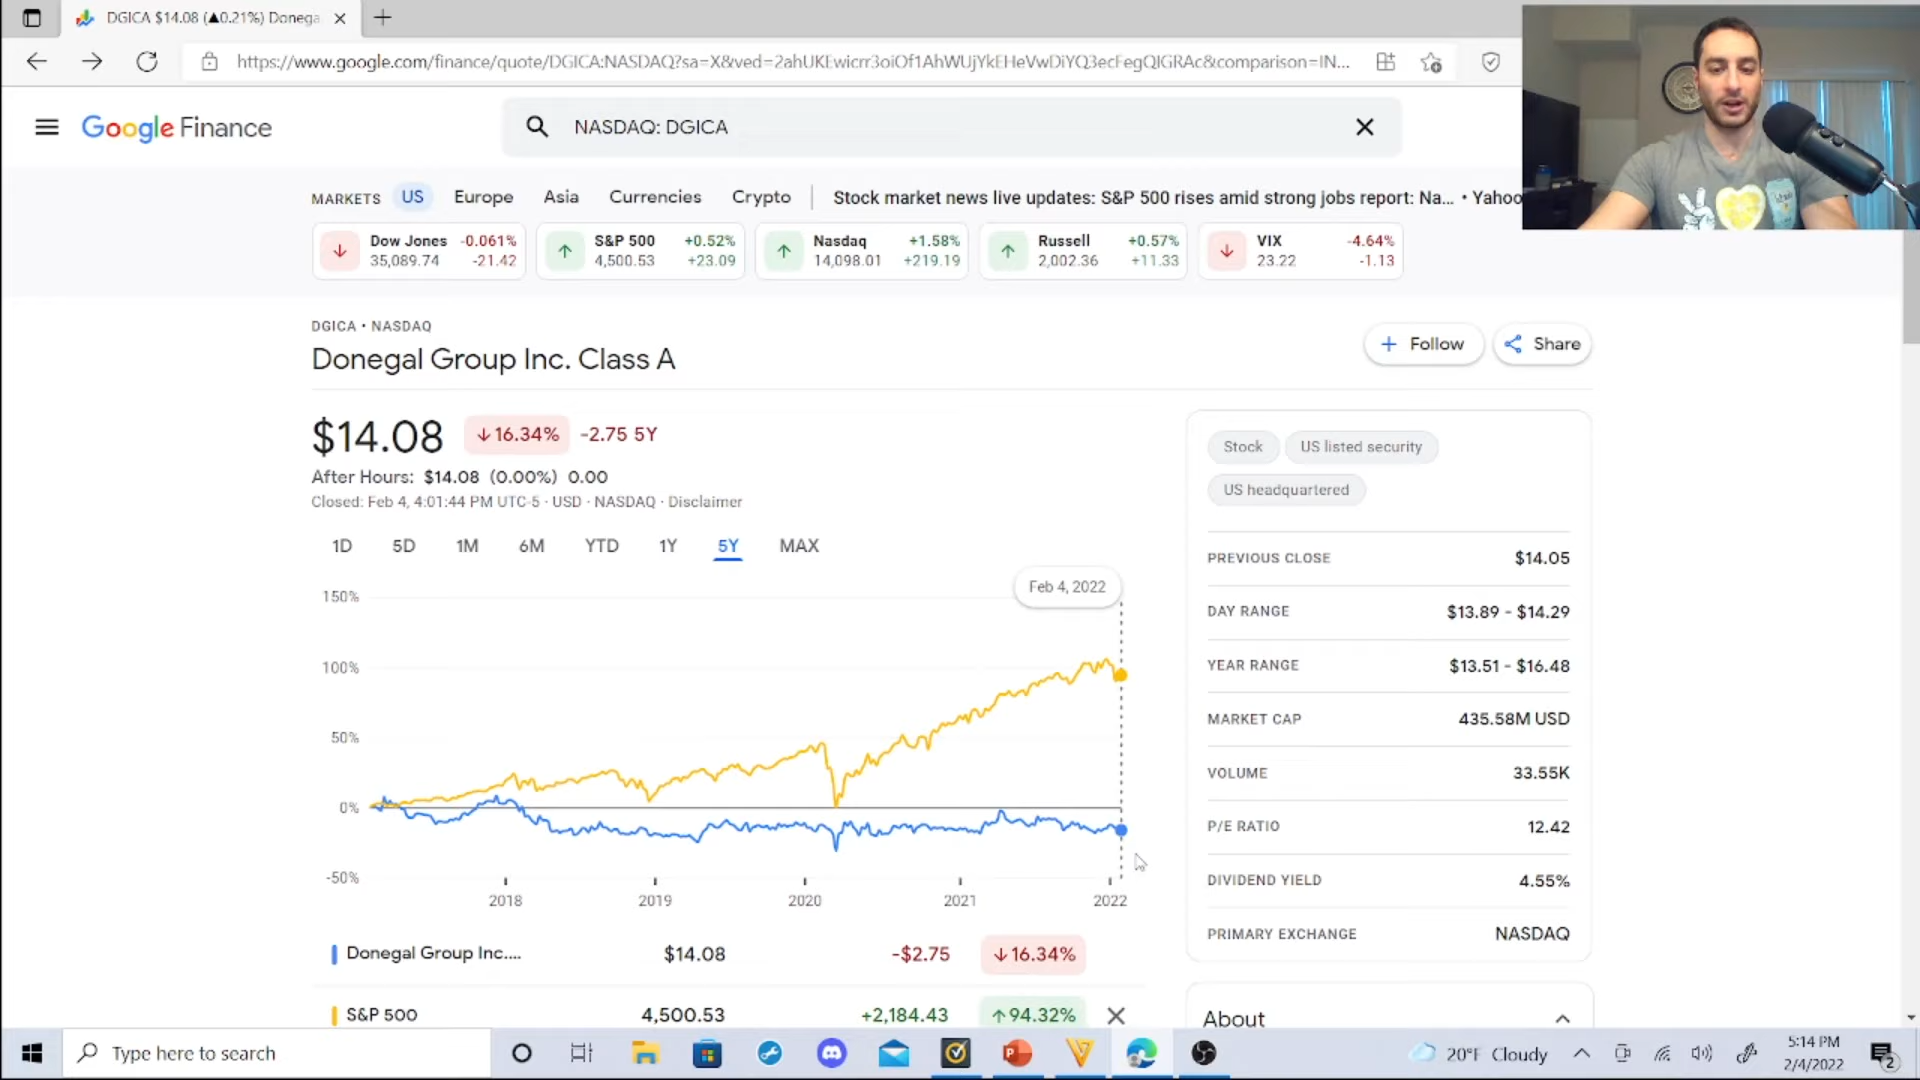 DGICA $14.08 (▲0.21%) Donega
https://www.google.com/finance/quote/DGICA:NASDAQ?sa=X&ved=2ahUKEwicrr3oiOf1AhWUjYkEHeVwDiYQ3ecFegQIGRAc&comparison=IN...
Google Finance
NASDAQ: DGICA
MARKETS US Europe Asia Currencies Crypto Stock market news live updates: S&P 500 rises amid strong jobs report: Na... • Yahoo
Dow Jones -0.061% S&P 500 +0.52% Nasdaq +1.58% Russell +0.57% VIX -4.64%
35,089.74 -21.42 4,500.53 +23.09 14,098.01 +219.19 2,002.36 +11.33 23.22 -1.13
DGICA • NASDAQ
Donegal Group Inc. Class A
+ Follow Share
$14.08 ↓16.34% -2.75 5Y
After Hours: $14.08 (0.00%) 0.00
Closed: Feb 4, 4:01:44 PM UTC-5 · USD · NASDAQ · Disclaimer
1D 5D 1M 6M YTD 1Y 5Y MAX
Feb 4, 2022
150%
100%
50%
0%
-50%
2018 2019 2020 2021 2022
Donegal Group Inc.... $14.08 -$2.75 ↓16.34%
S&P 500 4,500.53 +2,184.43 ↑94.32%
Stock US listed security
US headquartered
PREVIOUS CLOSE $14.05
DAY RANGE $13.89 - $14.29
YEAR RANGE $13.51 - $16.48
MARKET CAP 435.58M USD
VOLUME 33.55K
P/E RATIO 12.42
DIVIDEND YIELD 4.55%
PRIMARY EXCHANGE NASDAQ
About
Type here to search
20°F Cloudy
5:14 PM
2/4/2022
2